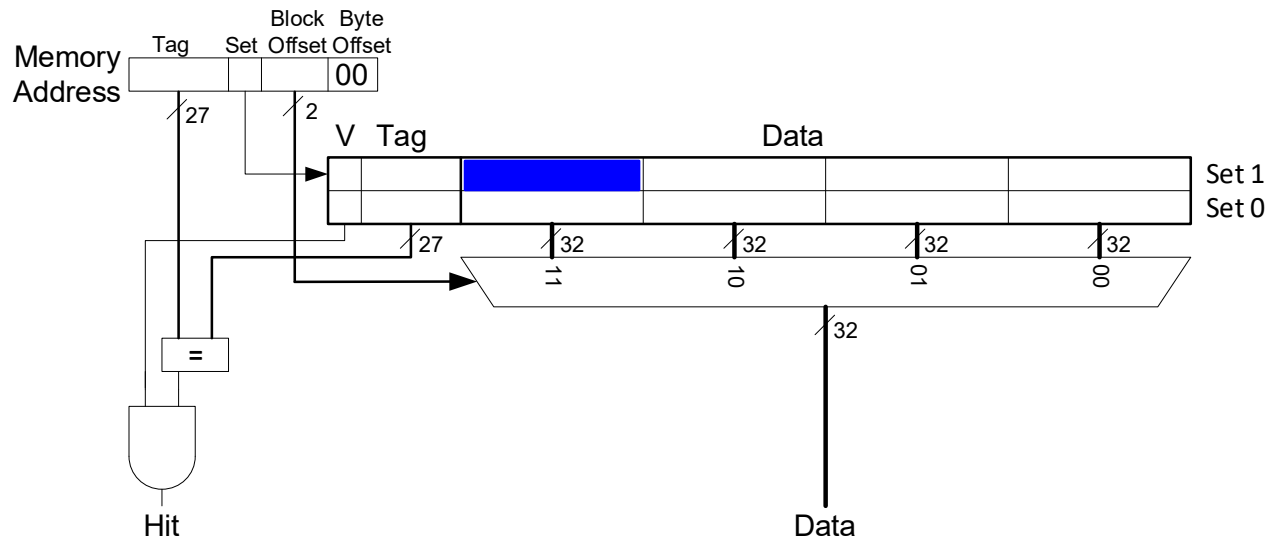 Block Byte
Tag Set Offset Offset
Memory Address
00
27
2
V Tag Data
Set 1
Set 0
27 32 32 32 32
11 10 01 00
32
=
Hit Data